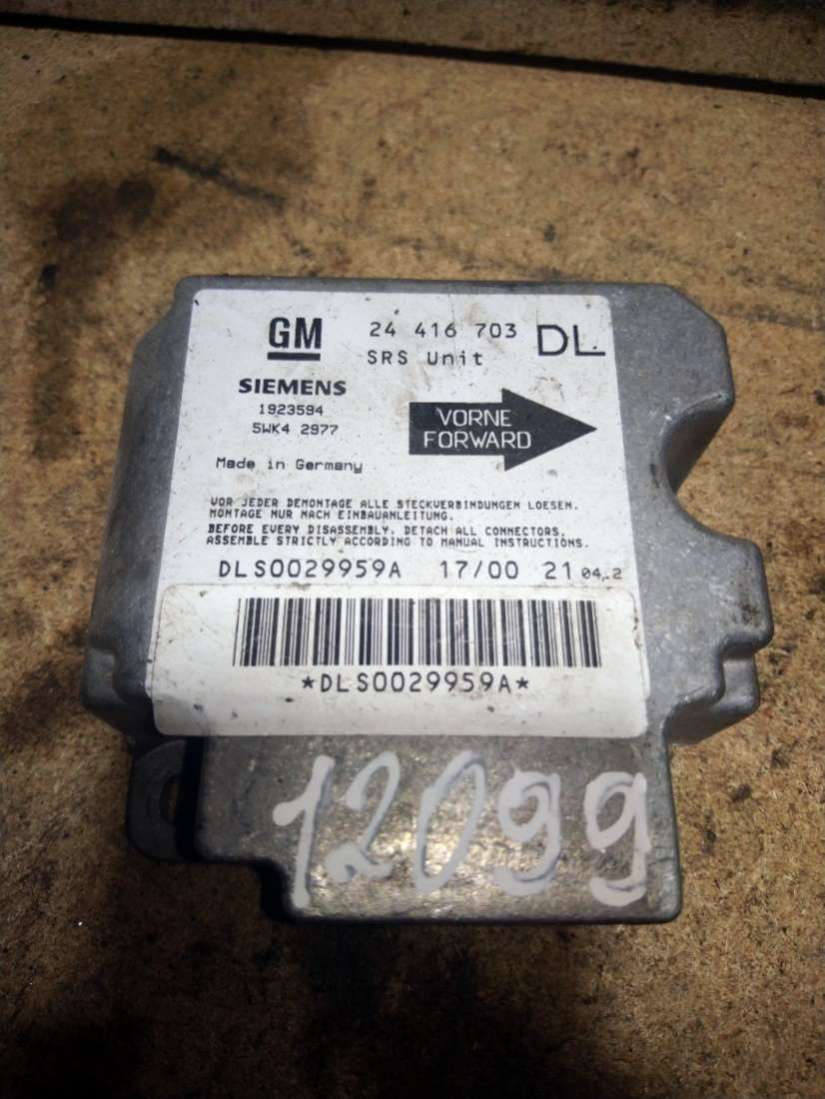 GM 24 416 703 DL
SRS Unit
SIEMENS
1923594
5WK4 2977
VORNE
FORWARD
Made in Germany
VOR JEDER DEMONTAGE ALLE STECKVERBINDUNGEN LOESEN.
MONTAGE NUR NACH EINBAUANLEITUNG.
BEFORE EVERY DISASSEMBLY, DETACH ALL CONNECTORS.
ASSEMBLE STRICTLY ACCORDING TO MANUAL INSTRUCTIONS.
DLS0029959A 17/00 21 04.2
*DLS0029959A*
12099